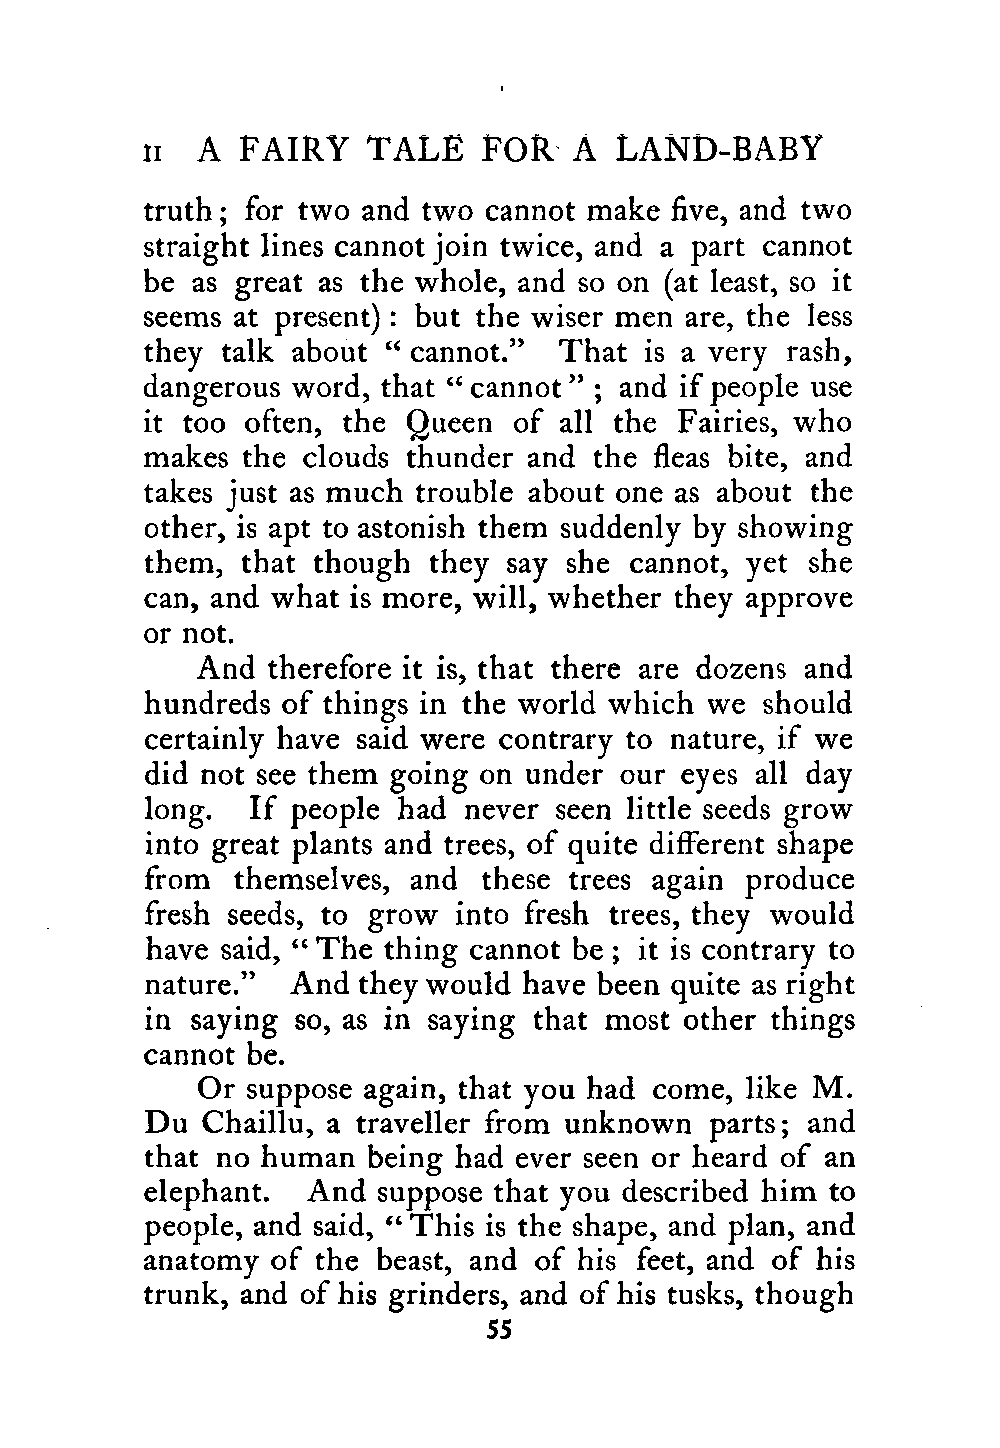 II A FAIRY TALE FOR A LAND-BABY
truth; for two and two cannot make five, and two
straight lines cannot join twice, and a part cannot
be as great as the whole, and so on (at least, so it
seems at present): but the wiser men are, the less
they talk about “cannot.” That is a very rash,
dangerous word, that “cannot”; and if people use
it too often, the Queen of all the Fairies, who
makes the clouds thunder and the fleas bite, and
takes just as much trouble about one as about the
other, is apt to astonish them suddenly by showing
them, that though they say she cannot, yet she
can, and what is more, will, whether they approve
or not.
And therefore it is, that there are dozens and
hundreds of things in the world which we should
certainly have said were contrary to nature, if we
did not see them going on under our eyes all day
long. If people had never seen little seeds grow
into great plants and trees, of quite different shape
from themselves, and these trees again produce
fresh seeds, to grow into fresh trees, they would
have said, “The thing cannot be; it is contrary to
nature.” And they would have been quite as right
in saying so, as in saying that most other things
cannot be.
Or suppose again, that you had come, like M.
Du Chaillu, a traveller from unknown parts; and
that no human being had ever seen or heard of an
elephant. And suppose that you described him to
people, and said, “This is the shape, and plan, and
anatomy of the beast, and of his feet, and of his
trunk, and of his grinders, and of his tusks, though
55